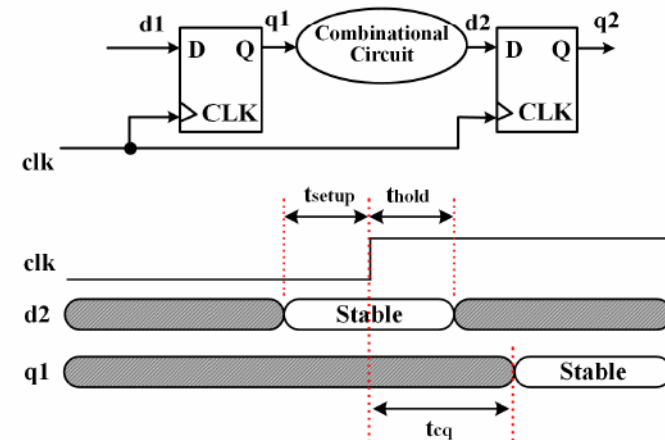 d1 q1 Combinational Circuit d2 q2
D Q D Q
CLK CLK
clk
tsetup thold
clk
d2 Stable
q1 Stable
tcq